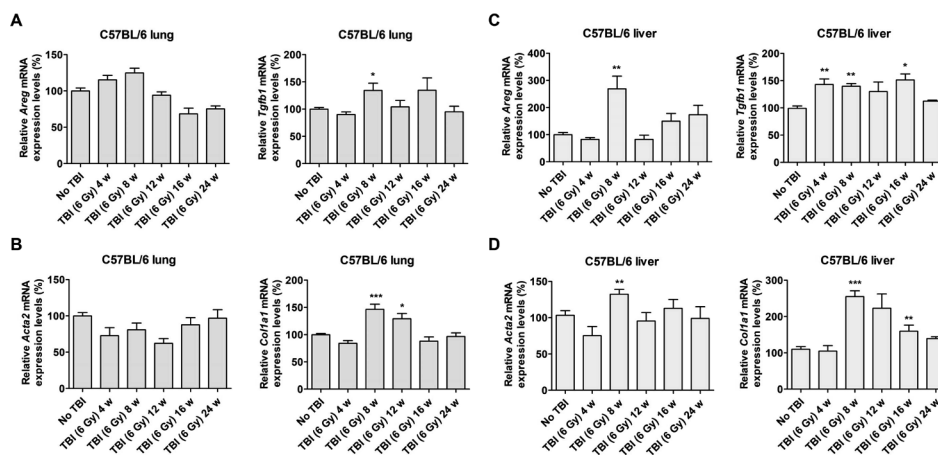 A
C57BL/6 lung
Relative Areg mRNA
expression levels (%)
150
100
50
0
No TBI
TBI (6 Gy) 4 w
TBI (6 Gy) 8 w
TBI (6 Gy) 12 w
TBI (6 Gy) 16 w
TBI (6 Gy) 24 w
C57BL/6 lung
Relative Tgfb1 mRNA
expression levels (%)
200
150
100
50
0
*
No TBI
TBI (6 Gy) 4 w
TBI (6 Gy) 8 w
TBI (6 Gy) 12 w
TBI (6 Gy) 16 w
TBI (6 Gy) 24 w
C
C57BL/6 liver
Relative Areg mRNA
expression levels (%)
400
300
200
100
0
**
No TBI
TBI (6 Gy) 4 w
TBI (6 Gy) 8 w
TBI (6 Gy) 12 w
TBI (6 Gy) 16 w
TBI (6 Gy) 24 w
C57BL/6 liver
Relative Tgfb1 mRNA
expression levels (%)
200
150
100
50
0
**
**
*
No TBI
TBI (6 Gy) 4 w
TBI (6 Gy) 8 w
TBI (6 Gy) 12 w
TBI (6 Gy) 16 w
TBI (6 Gy) 24 w
B
C57BL/6 lung
Relative Acta2 mRNA
expression levels (%)
150
100
50
0
No TBI
TBI (6 Gy) 4 w
TBI (6 Gy) 8 w
TBI (6 Gy) 12 w
TBI (6 Gy) 16 w
TBI (6 Gy) 24 w
C57BL/6 lung
Relative Col1a1 mRNA
expression levels (%)
200
150
100
50
0
***
*
No TBI
TBI (6 Gy) 4 w
TBI (6 Gy) 8 w
TBI (6 Gy) 12 w
TBI (6 Gy) 16 w
TBI (6 Gy) 24 w
D
C57BL/6 liver
Relative Acta2 mRNA
expression levels (%)
150
100
50
0
**
No TBI
TBI (6 Gy) 4 w
TBI (6 Gy) 8 w
TBI (6 Gy) 12 w
TBI (6 Gy) 16 w
TBI (6 Gy) 24 w
C57BL/6 liver
Relative Col1a1 mRNA
expression levels (%)
300
200
100
0
***
**
No TBI
TBI (6 Gy) 4 w
TBI (6 Gy) 8 w
TBI (6 Gy) 12 w
TBI (6 Gy) 16 w
TBI (6 Gy) 24 w